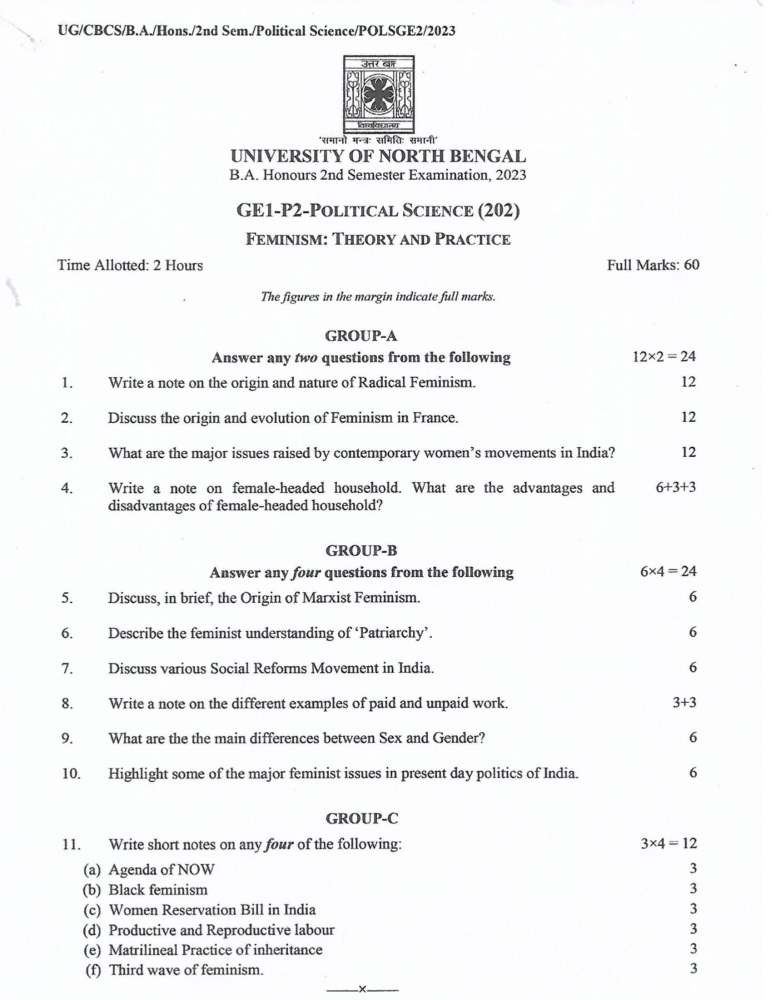 UG/CBCS/B.A./Hons./2nd Sem./Political Science/POLSGE2/2023
उत्तर बङ्ग
विश्वविद्यालय
'समानो मन्त्रः समितिः समानी'
UNIVERSITY OF NORTH BENGAL
B.A. Honours 2nd Semester Examination, 2023
GE1-P2-POLITICAL SCIENCE (202)
FEMINISM: THEORY AND PRACTICE
Time Allotted: 2 Hours Full Marks: 60
The figures in the margin indicate full marks.
GROUP-A
Answer any two questions from the following 12×2 = 24
1. Write a note on the origin and nature of Radical Feminism. 12
2. Discuss the origin and evolution of Feminism in France. 12
3. What are the major issues raised by contemporary women's movements in India? 12
4. Write a note on female-headed household. What are the advantages and 6+3+3
disadvantages of female-headed household?
GROUP-B
Answer any four questions from the following 6×4 = 24
5. Discuss, in brief, the Origin of Marxist Feminism. 6
6. Describe the feminist understanding of 'Patriarchy'. 6
7. Discuss various Social Reforms Movement in India. 6
8. Write a note on the different examples of paid and unpaid work. 3+3
9. What are the the main differences between Sex and Gender? 6
10. Highlight some of the major feminist issues in present day politics of India. 6
GROUP-C
11. Write short notes on any four of the following: 3×4 = 12
(a) Agenda of NOW 3
(b) Black feminism 3
(c) Women Reservation Bill in India 3
(d) Productive and Reproductive labour 3
(e) Matrilineal Practice of inheritance 3
(f) Third wave of feminism. 3
——×——